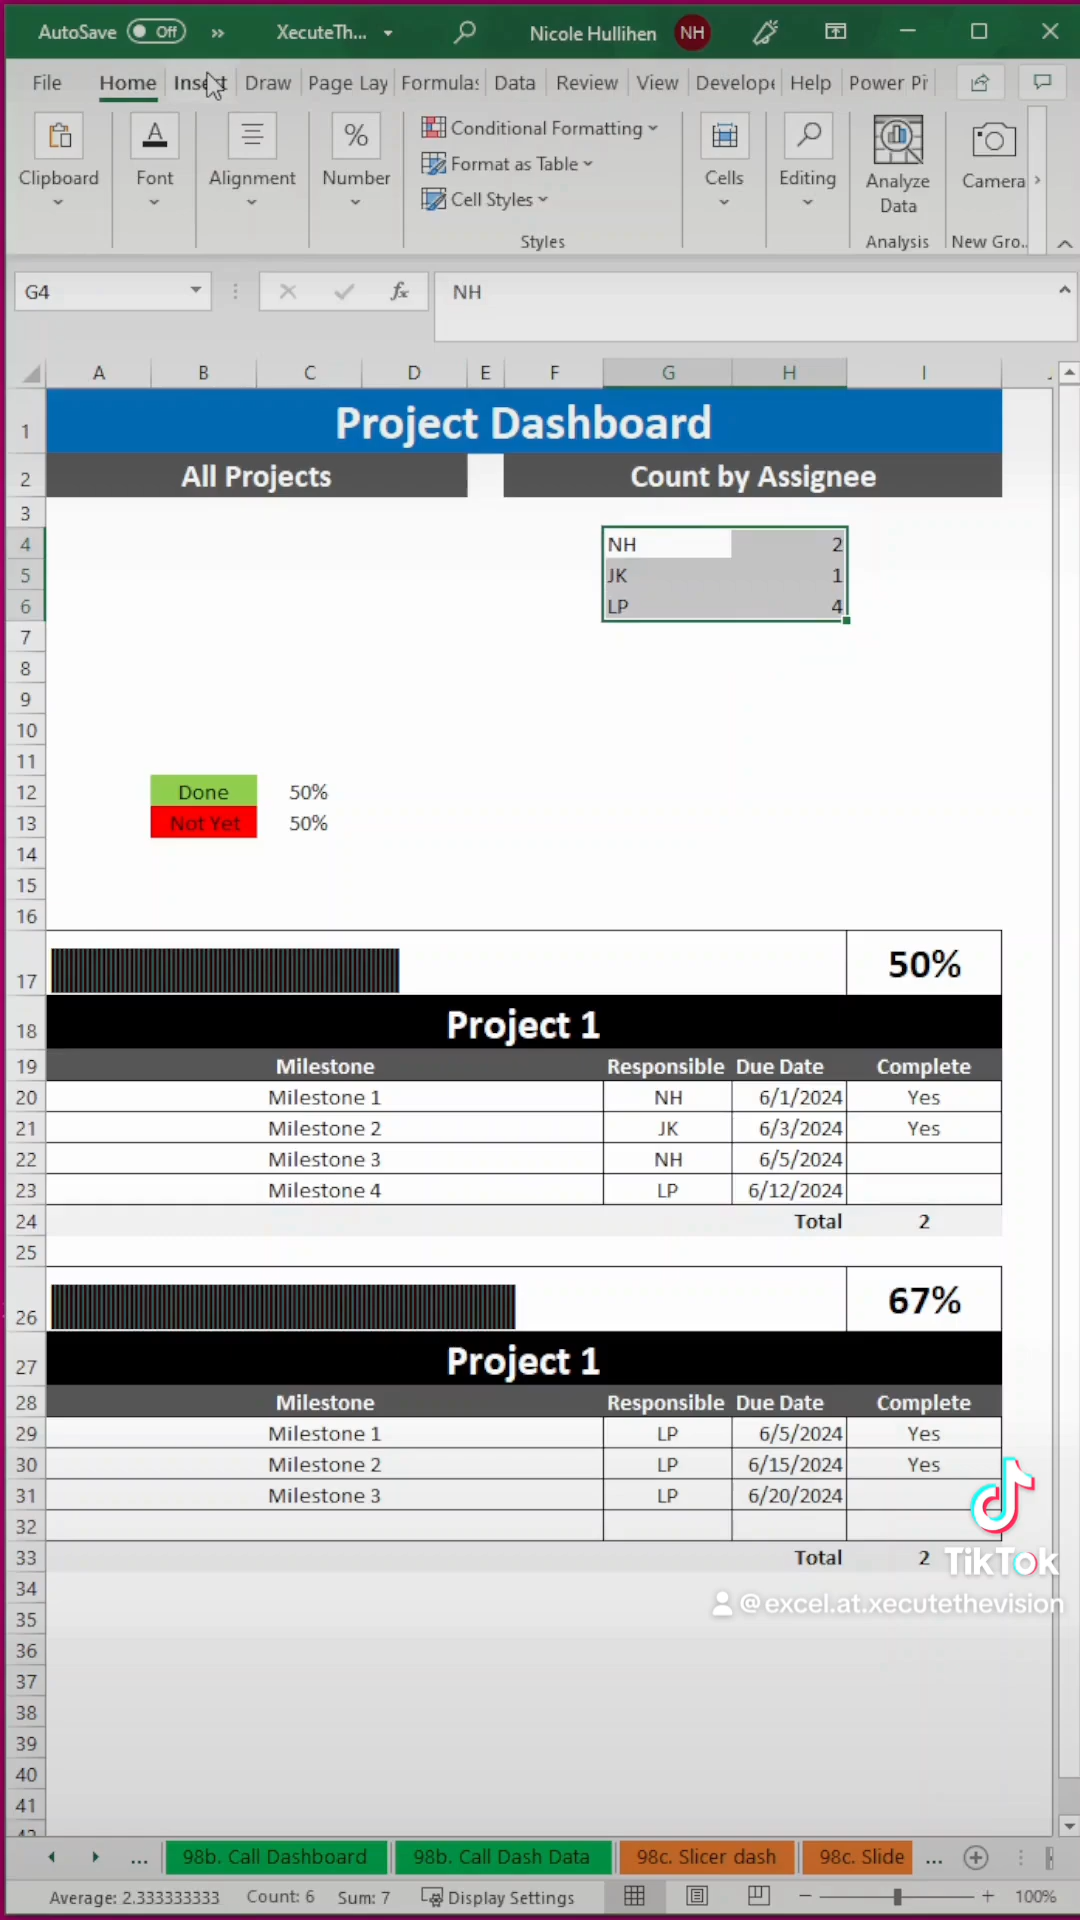 AutoSave Off » XecuteTh... Nicole Hullihen NH
File Home Insert Draw Page Lay Formulas Data Review View Develope Help Power Pi
Clipboard Font Alignment % Number Conditional Formatting Format as Table Cell Styles Styles Cells Editing Analyze Data Analysis Camera New Gro..
G4 fx NH
A B C D E F G H I
1 Project Dashboard
2 All Projects Count by Assignee
3
4 NH 2
5 JK 1
6 LP 4
7
8
9
10
11
12 Done 50%
13 Not Yet 50%
14
15
16
17 50%
18 Project 1
19 Milestone Responsible Due Date Complete
20 Milestone 1 NH 6/1/2024 Yes
21 Milestone 2 JK 6/3/2024 Yes
22 Milestone 3 NH 6/5/2024
23 Milestone 4 LP 6/12/2024
24 Total 2
25
26 67%
27 Project 1
28 Milestone Responsible Due Date Complete
29 Milestone 1 LP 6/5/2024 Yes
30 Milestone 2 LP 6/15/2024 Yes
31 Milestone 3 LP 6/20/2024
32
33 Total 2
TikTok
34
@excel.at.xecutethevision
35
36
37
38
39
40
41
... 98b. Call Dashboard 98b. Call Dash Data 98c. Slicer dash 98c. Slide ...
Average: 2.333333333 Count: 6 Sum: 7 Display Settings 100%